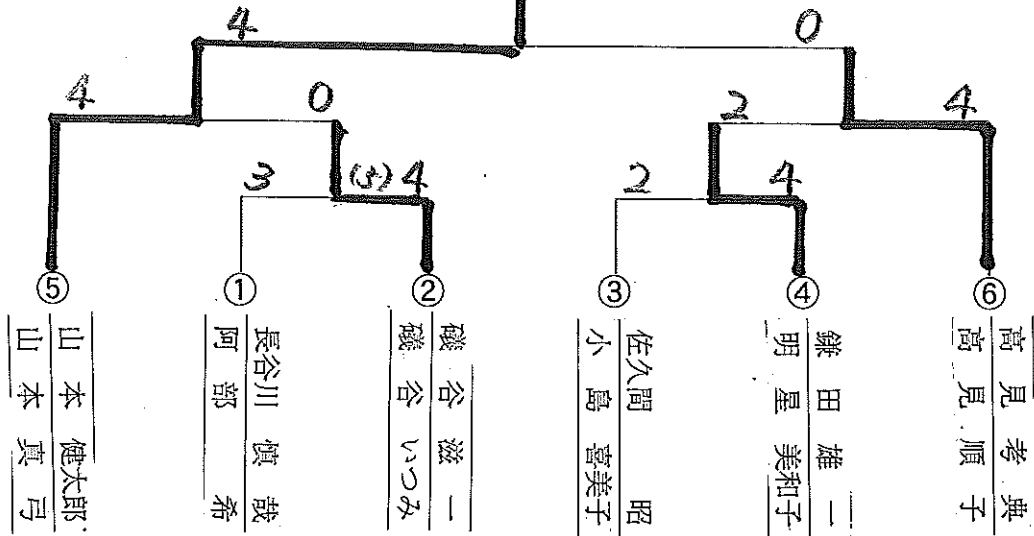 4 0
4 0 2 4
3 (5) 4 2 4
⑤ ① ② ③ ④ ⑥
山本 健太郎
山本 真司
長谷川 慎哉
阿部 希
磯谷 滋一
磯谷 いつみ
佐久間 昭
小島 喜美子
鎌田 雄一
明星 美和子
高見 考典
高見 順子